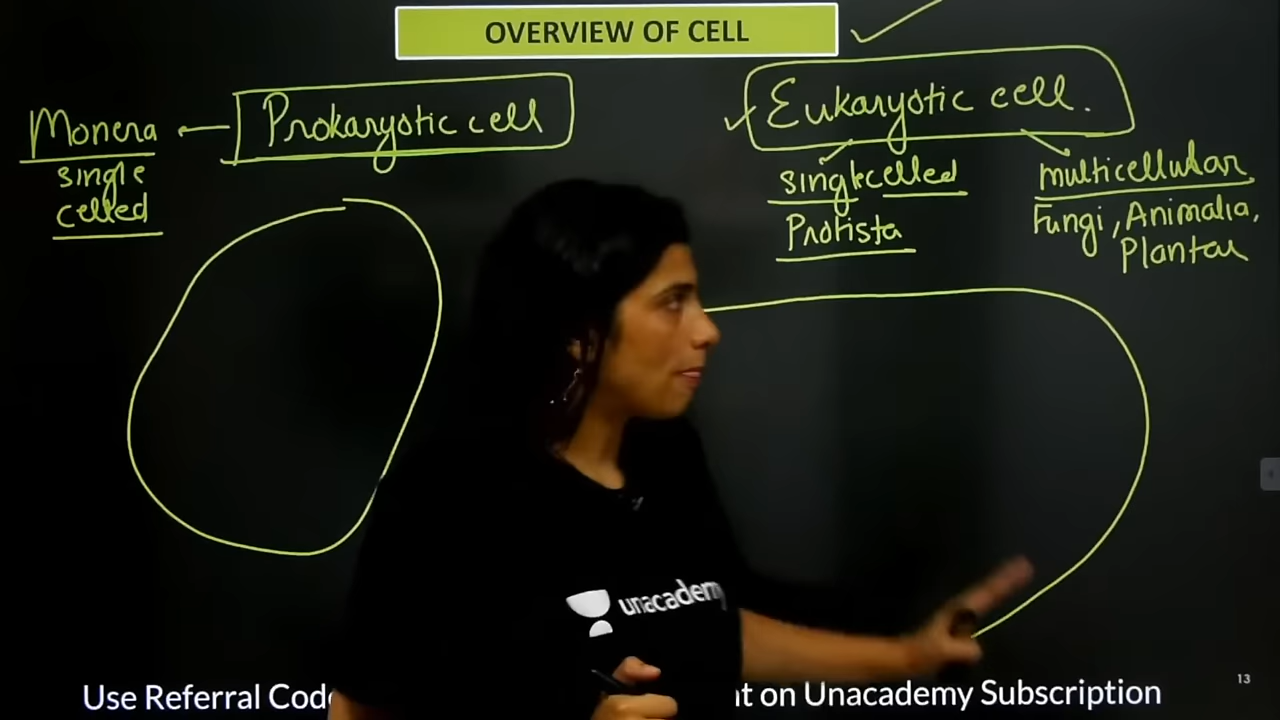 OVERVIEW OF CELL
Monera
single
celled
Prokaryotic cell
Eukaryotic cell.
singlecelled
Protista
multicellular
Fungi, Animalia,
Plantae
unacademy
Use Referral Code
nt on Unacademy Subscription
13